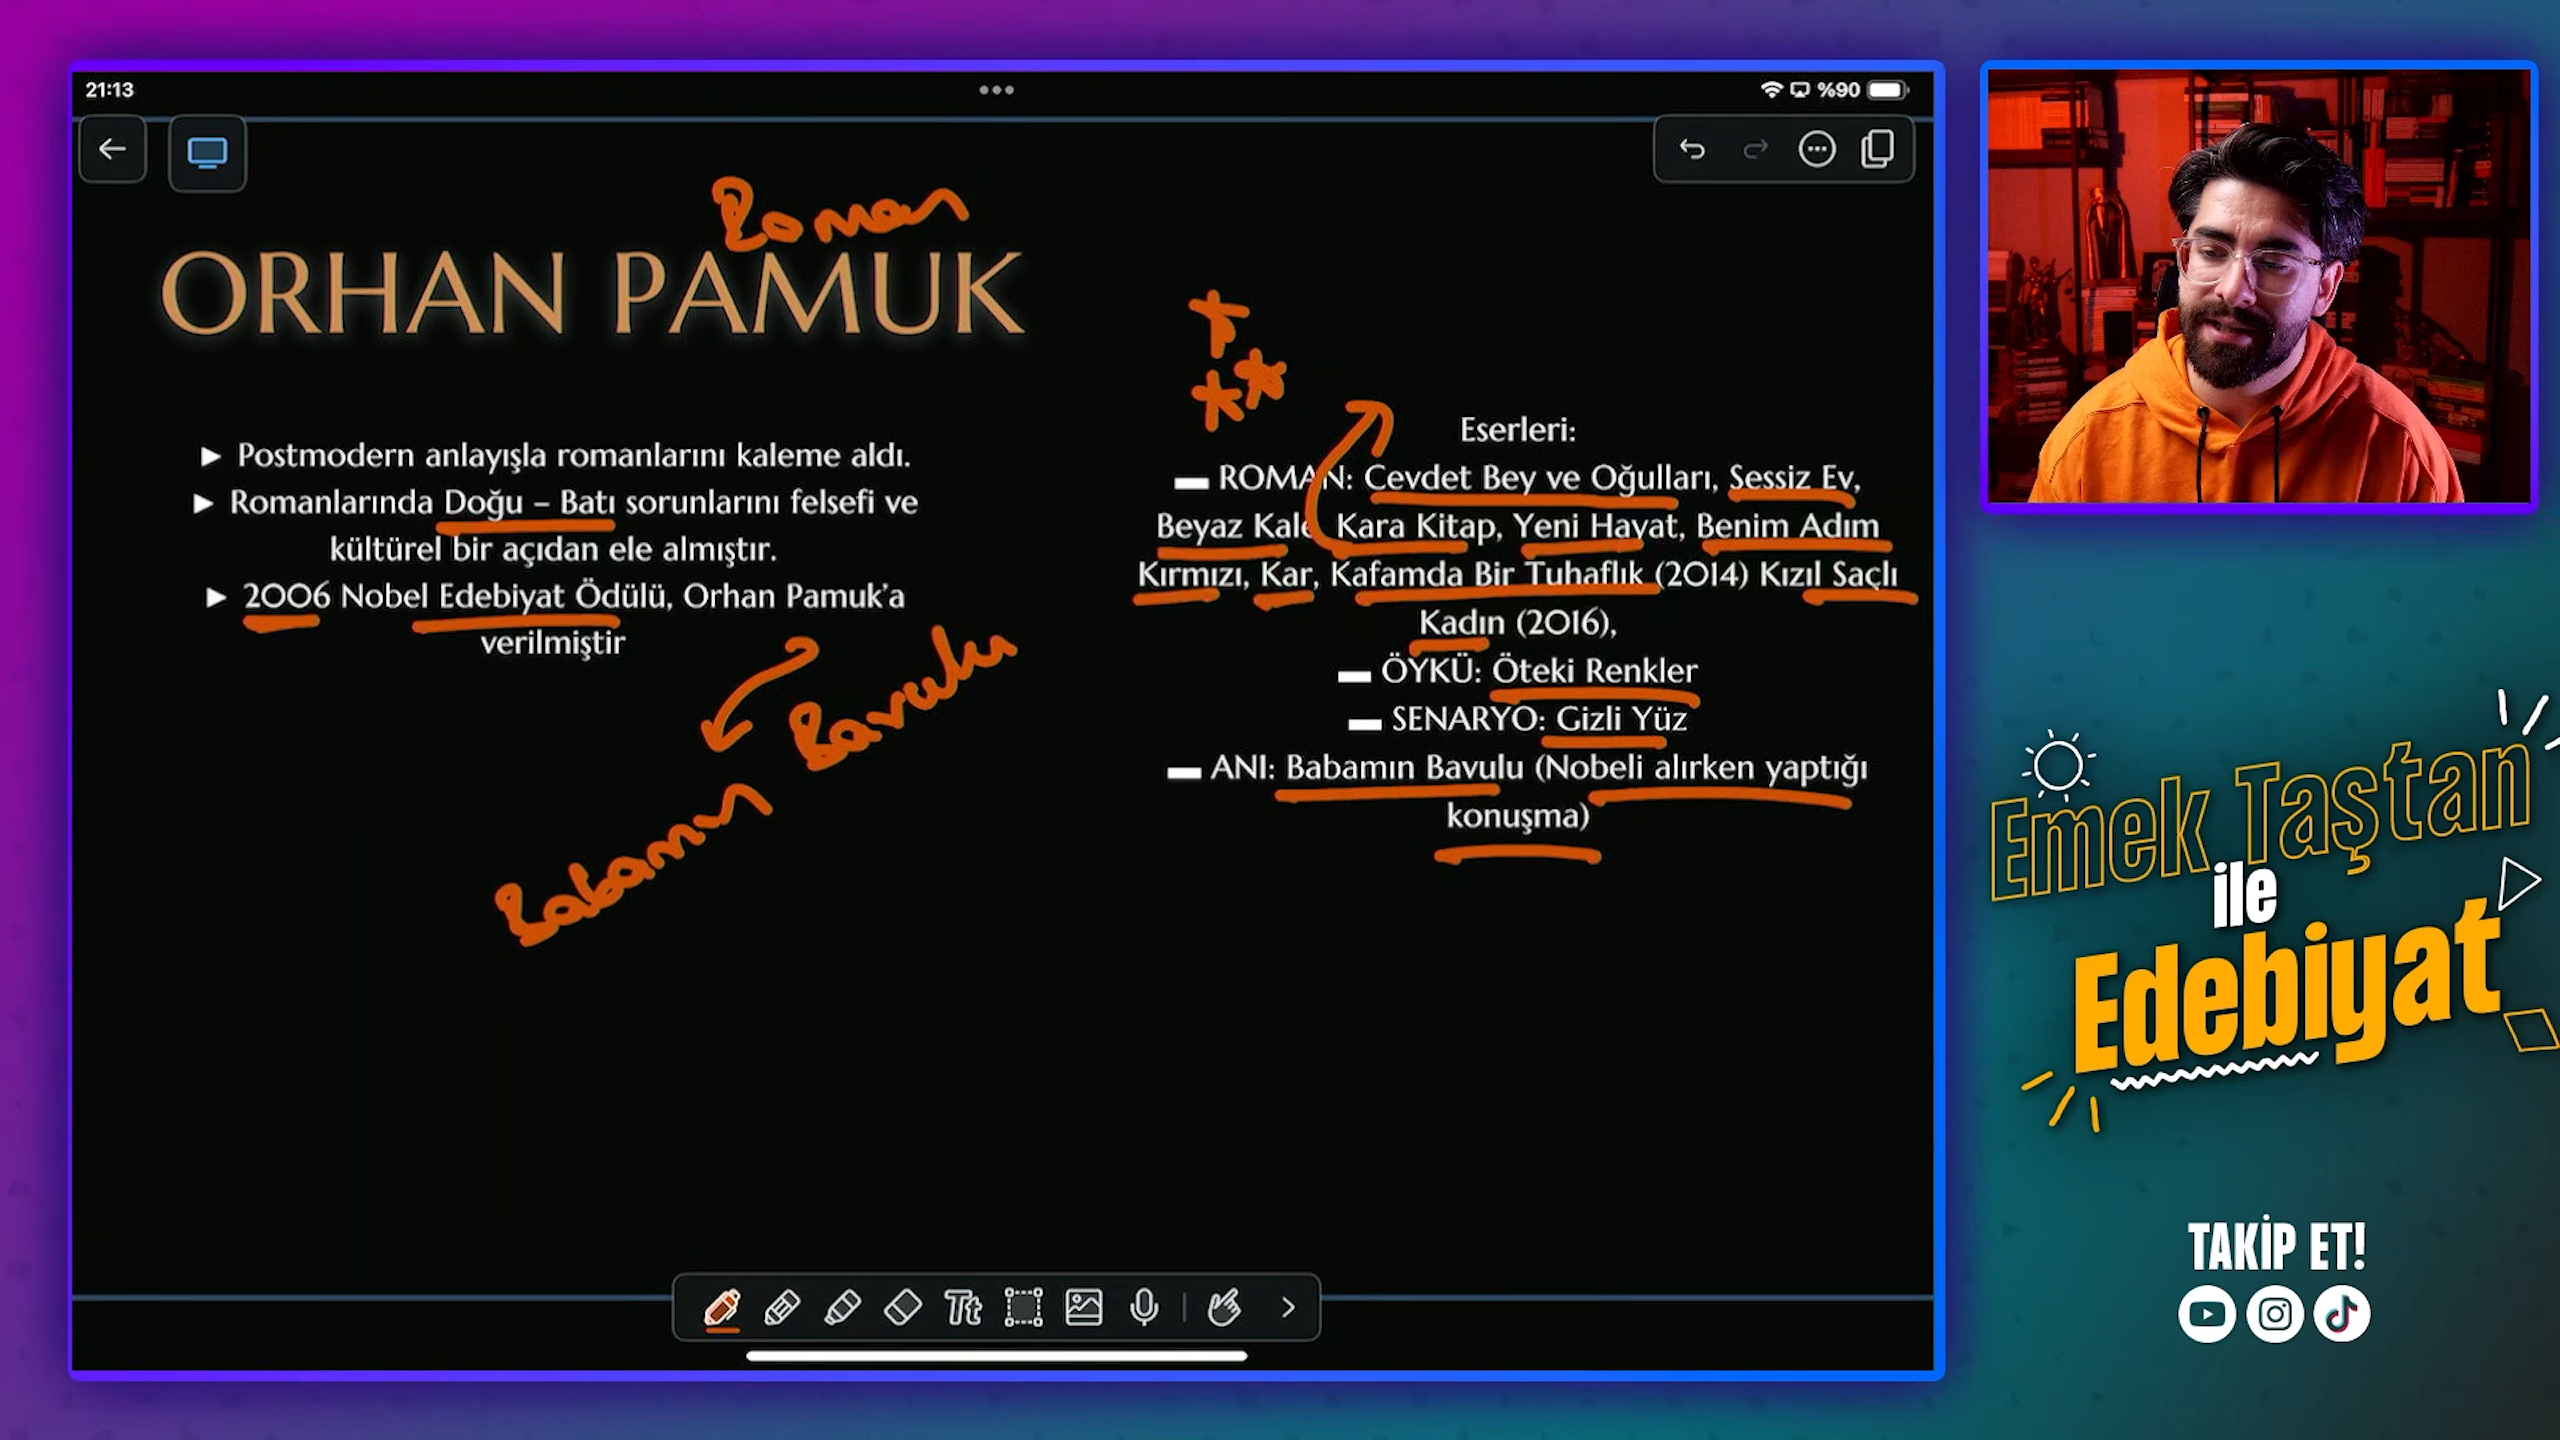 21:13
%90
Roman
ORHAN PAMUK
► Postmodern anlayışla romanlarını kaleme aldı.
► Romanlarında Doğu – Batı sorunlarını felsefi ve
kültürel bir açıdan ele almıştır.
► 2006 Nobel Edebiyat Ödülü, Orhan Pamuk'a
verilmiştir
Babamın Bavulu
Eserleri:
▬ ROMAN: Cevdet Bey ve Oğulları, Sessiz Ev,
Beyaz Kale Kara Kitap, Yeni Hayat, Benim Adım
Kırmızı, Kar, Kafamda Bir Tuhaflık (2014) Kızıl Saçlı
Kadın (2016),
▬ ÖYKÜ: Öteki Renkler
▬ SENARYO: Gizli Yüz
▬ ANI: Babamın Bavulu (Nobeli alırken yaptığı
konuşma)
Tt
Emek Taştan
ile
Edebiyat
TAKİP ET!